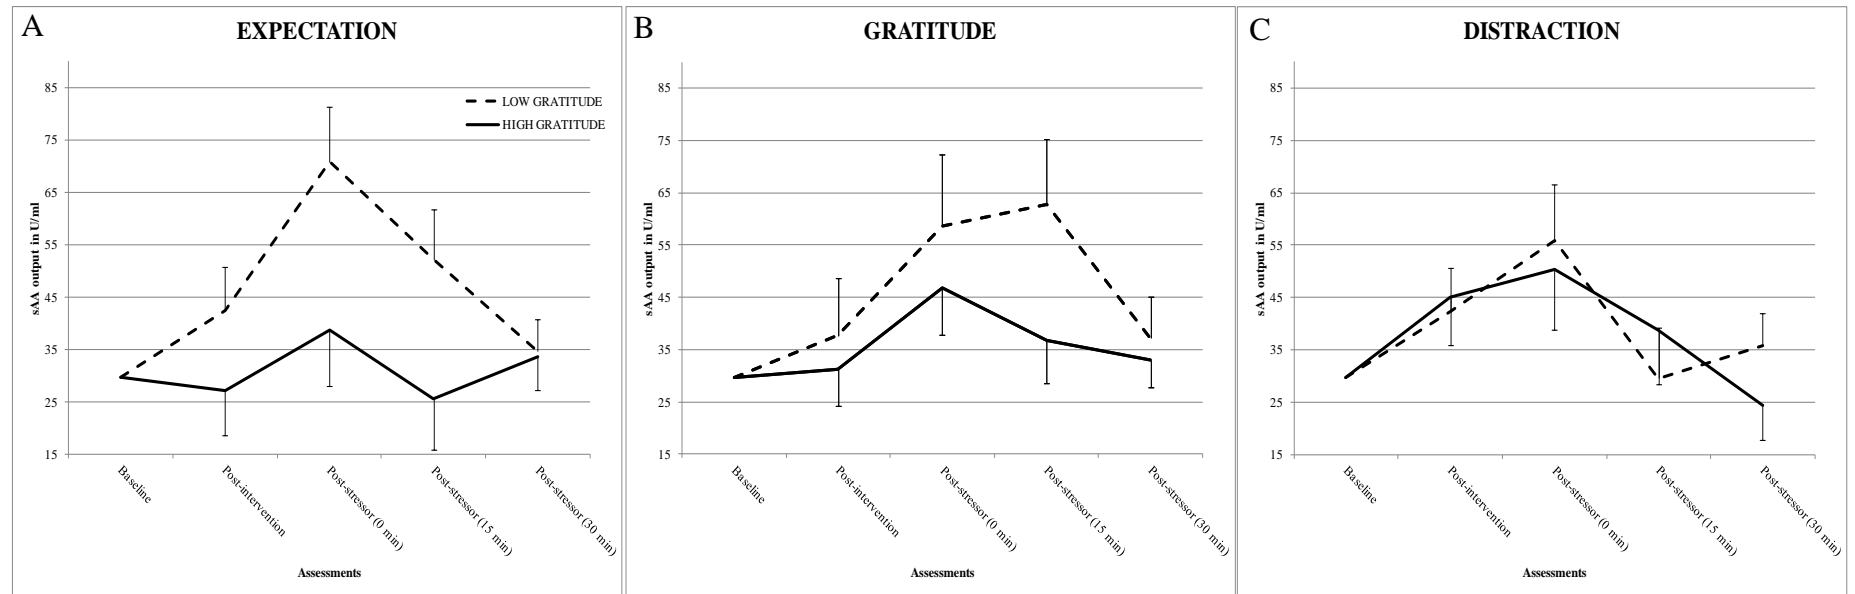 A
EXPECTATION
85
75
65
55
45
35
25
15
sAA output in U/ml
LOW GRATITUDE
HIGH GRATITUDE
Baseline
Post-intervention
Post-stressor (0 min)
Post-stressor (15 min)
Post-stressor (30 min)
Assessments
B
GRATITUDE
85
75
65
55
45
35
25
15
sAA output in U/ml
Baseline
Post-intervention
Post-stressor (0 min)
Post-stressor (15 min)
Post-stressor (30 min)
Assessments
C
DISTRACTION
85
75
65
55
45
35
25
15
sAA output in U/ml
Baseline
Post-intervention
Post-stressor (0 min)
Post-stressor (15 min)
Post-stressor (30 min)
Assessments